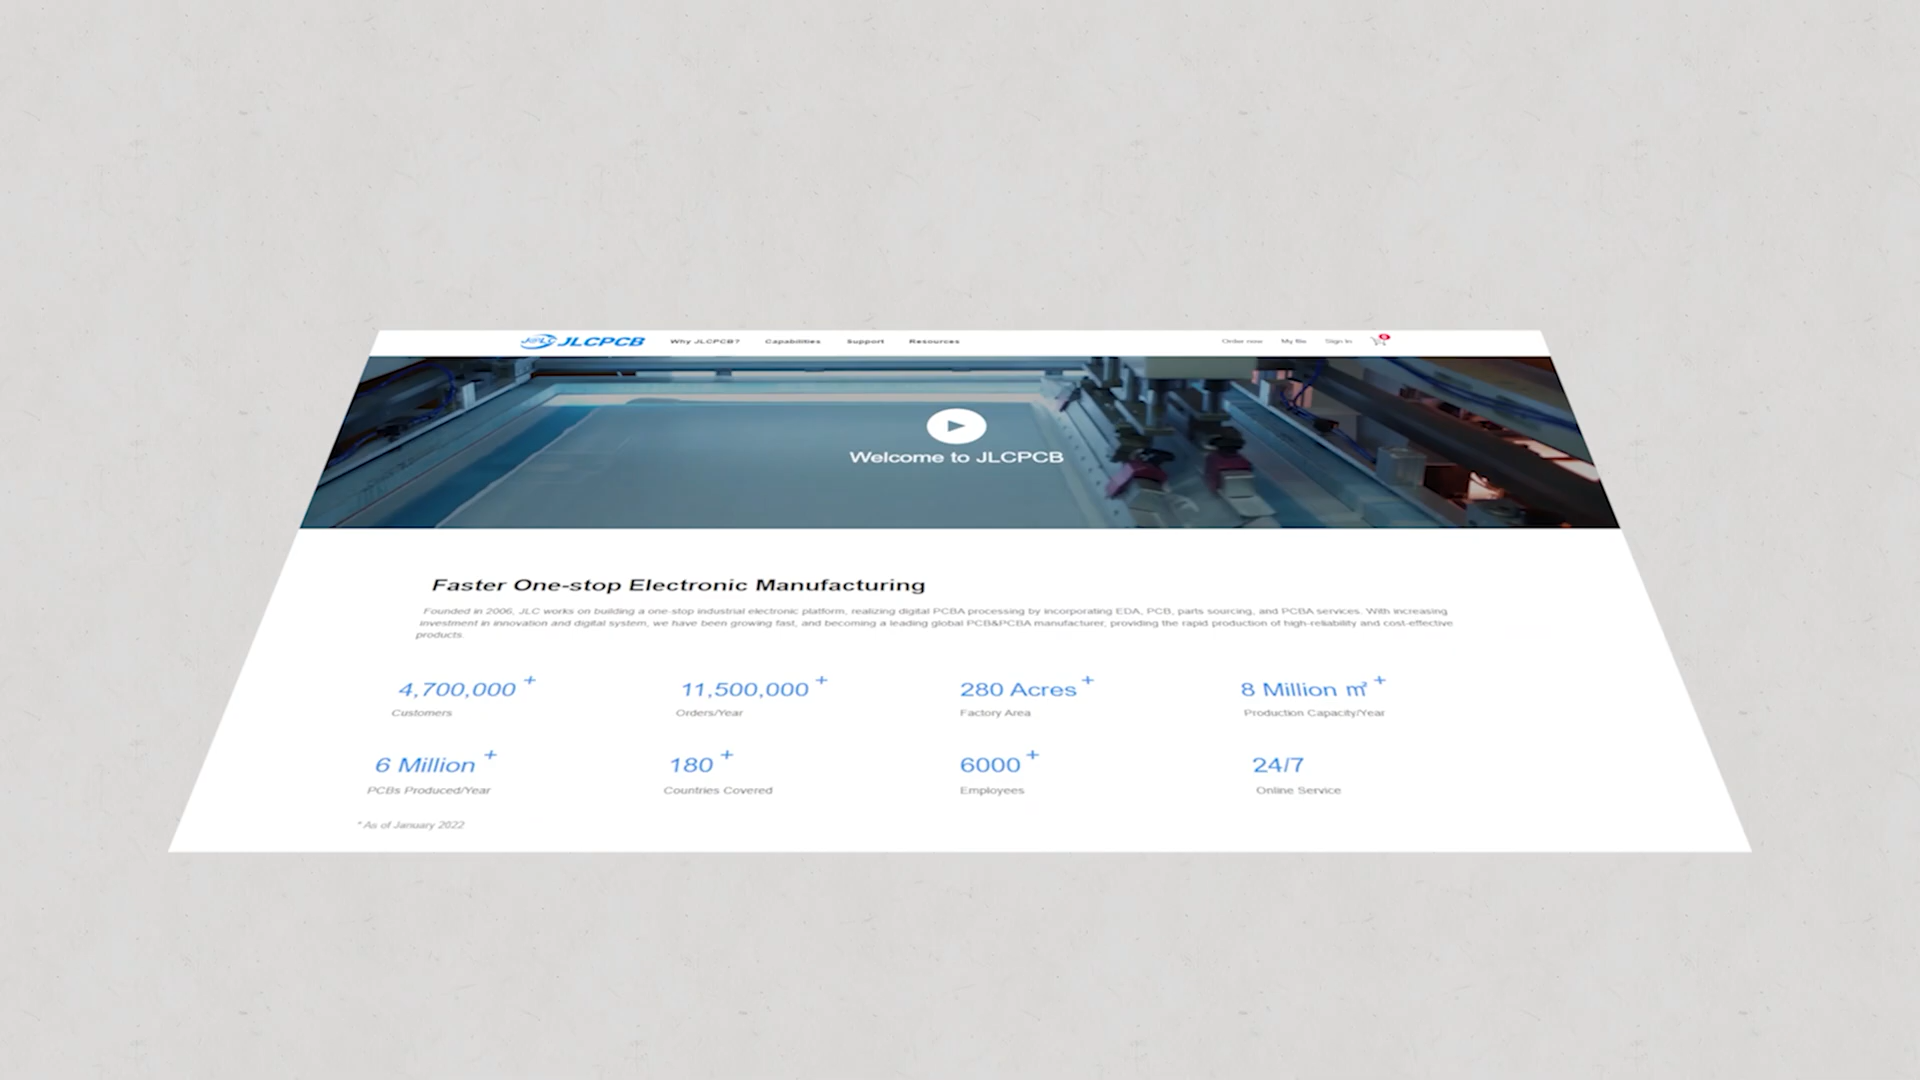 JLCPCB Why JLCPCB? Capabilities Support Resources Order now My file Sign In
Welcome to JLCPCB
Faster One-stop Electronic Manufacturing
Founded in 2006, JLC works on building a one-stop industrial electronic platform, realizing digital PCBA processing by incorporating EDA, PCB, parts sourcing, and PCBA services. With increasing
investment in innovation and digital system, we have been growing fast, and becoming a leading global PCB&PCBA manufacturer, providing the rapid production of high-reliability and cost-effective
products.
4,700,000+ 11,500,000+ 280 Acres+ 8 Million ㎡+
Customers Orders/Year Factory Area Production Capacity/Year
6 Million+ 180+ 6000+ 24/7
PCBs Produced/Year Countries Covered Employees Online Service
* As of January 2022